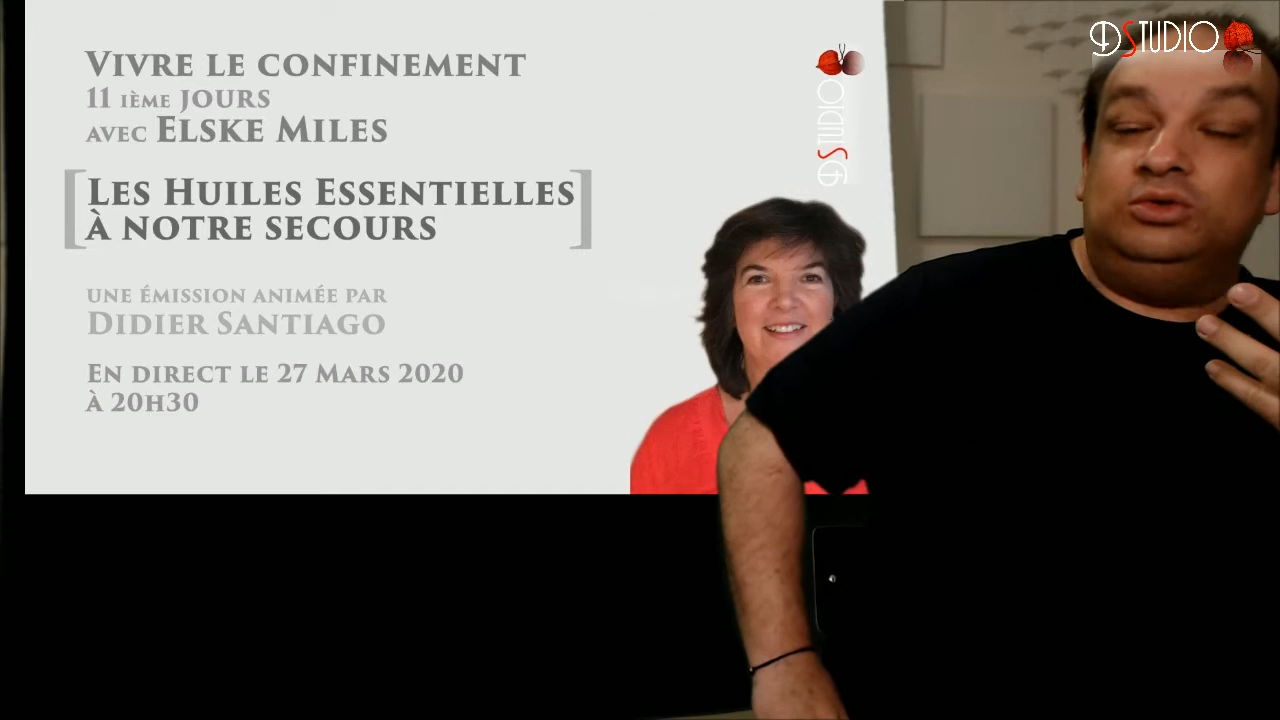 VIVRE LE CONFINEMENT
11 IÈME JOURS
AVEC ELSKE MILES
[LES HUILES ESSENTIELLES
À NOTRE SECOURS]
UNE ÉMISSION ANIMÉE PAR
DIDIER SANTIAGO
EN DIRECT LE 27 MARS 2020
À 20H30
DSTUDIO
DSTUDIO